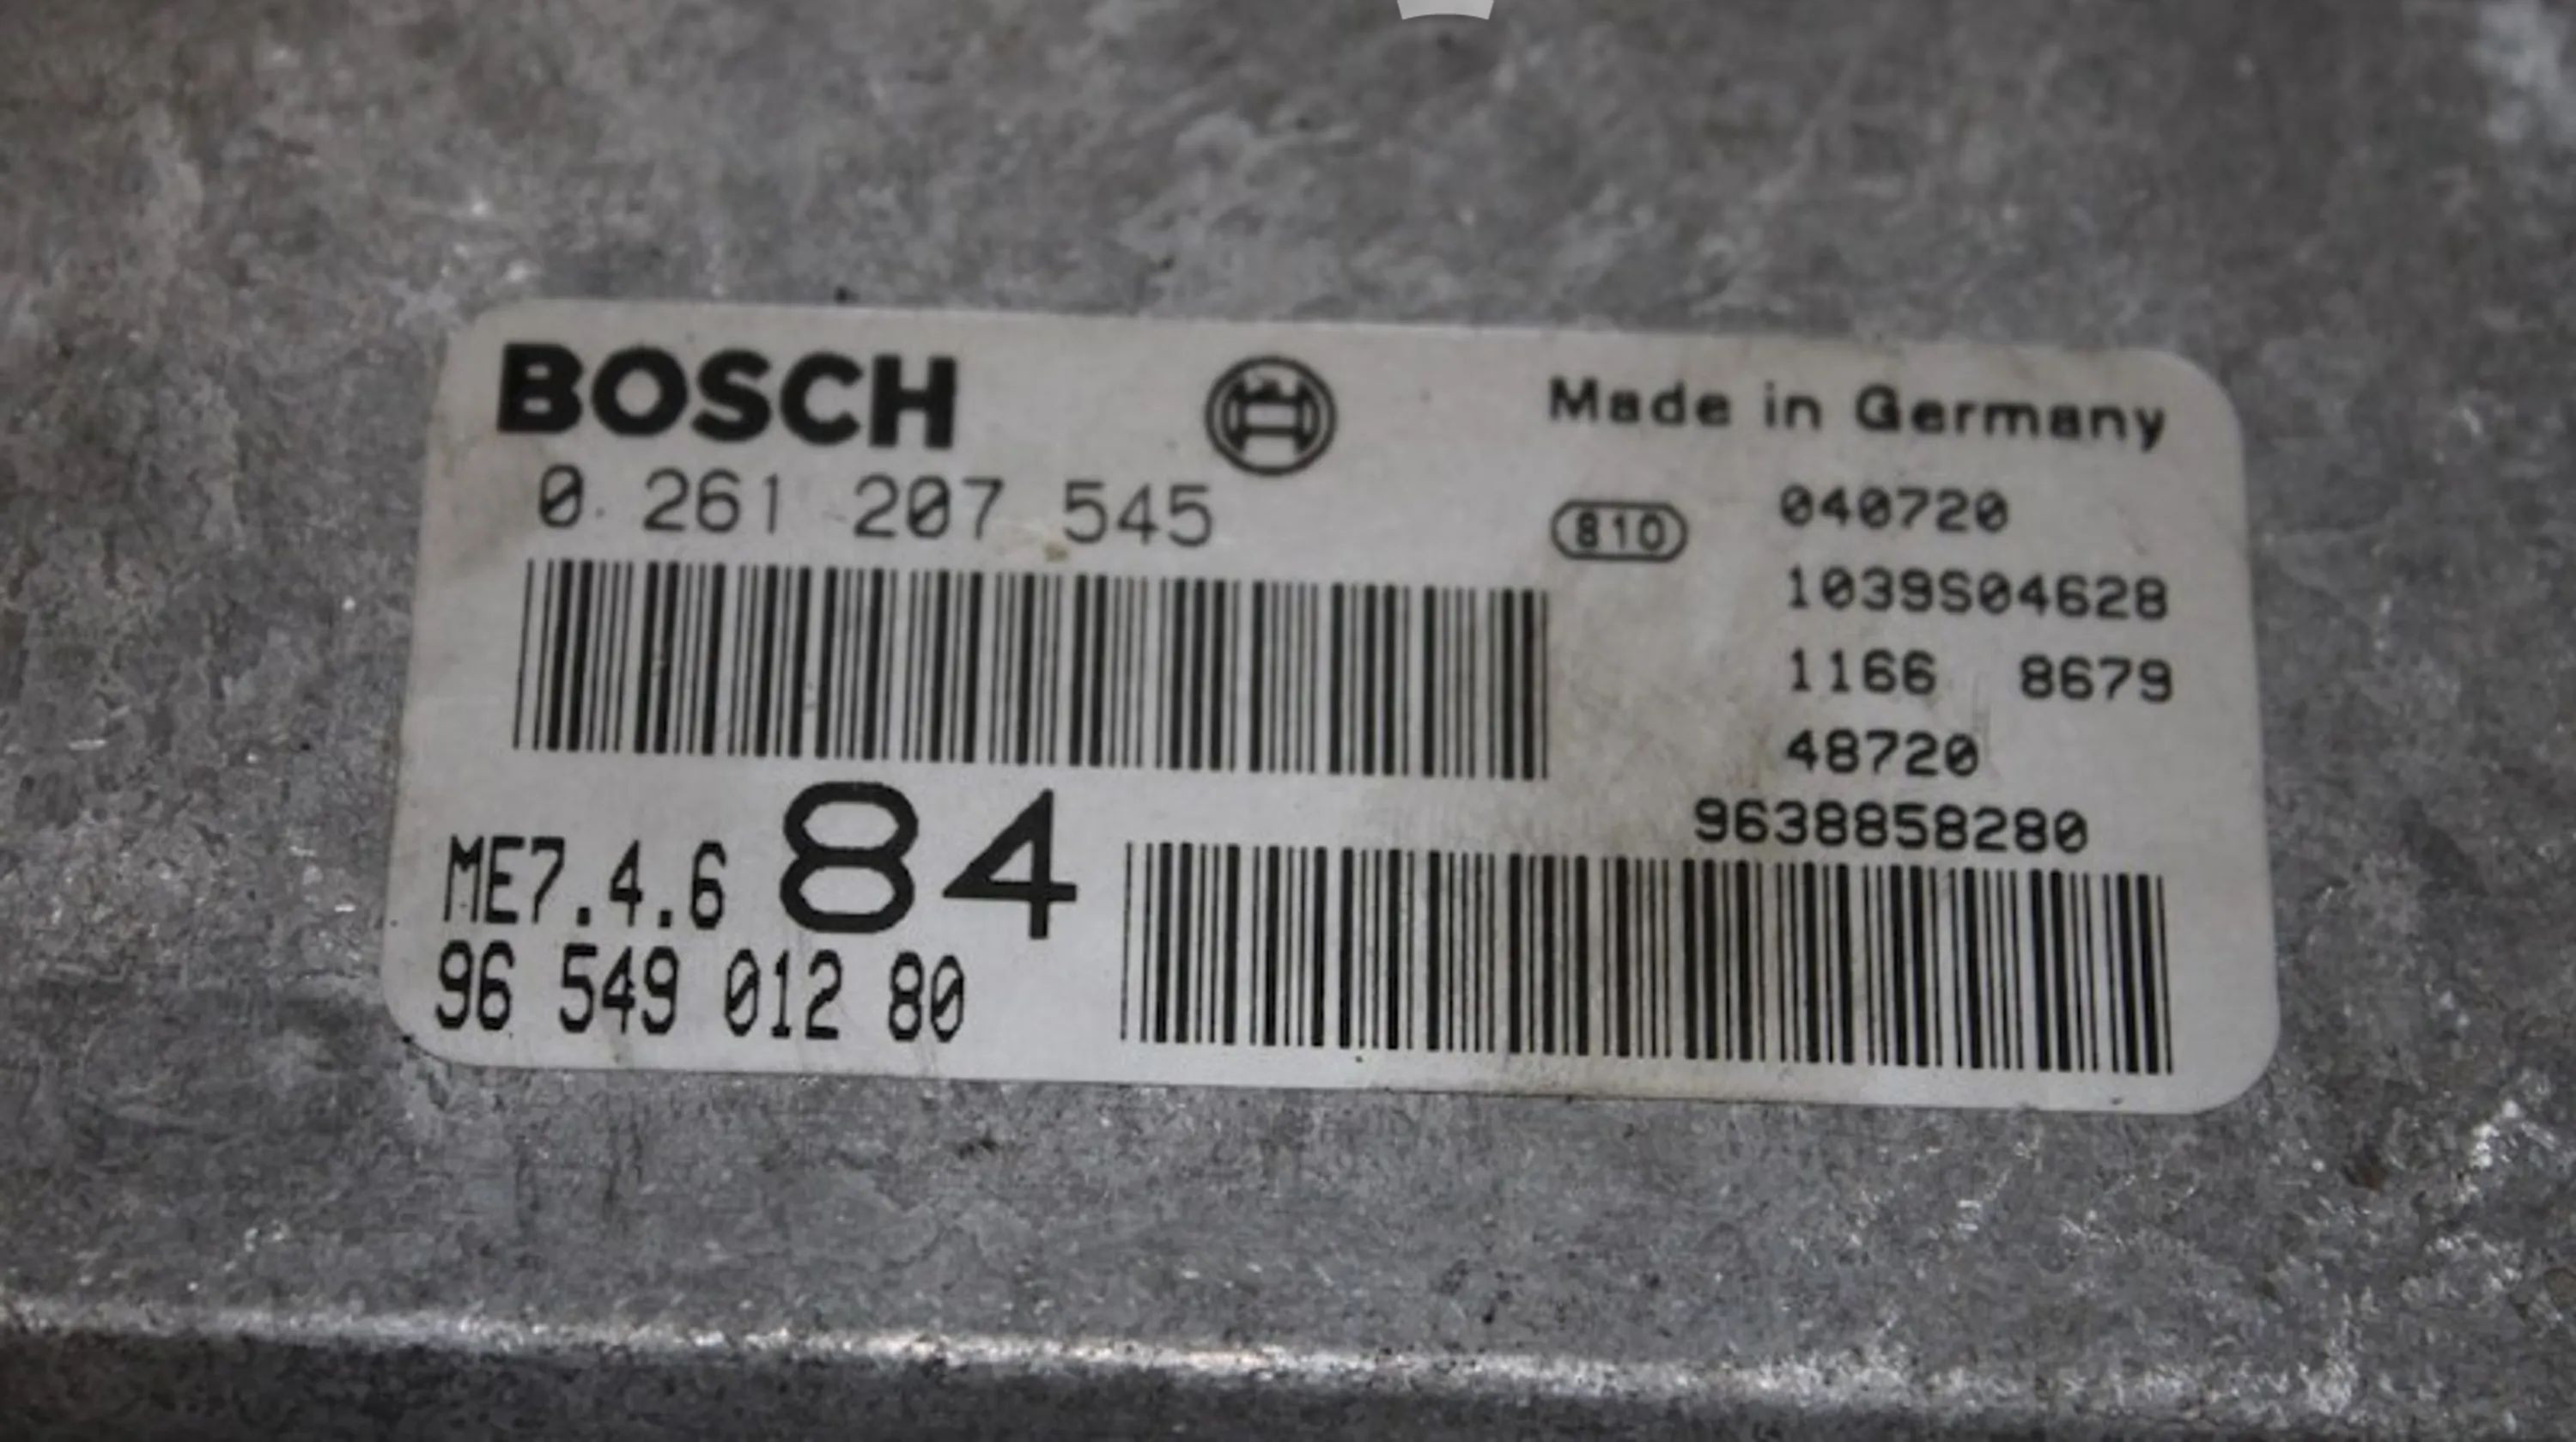 BOSCH
Made in Germany
0 261 207 545
810
040720
1039S04628
1166 8679
48720
9638858280
ME7.4.6 84
96 549 012 80